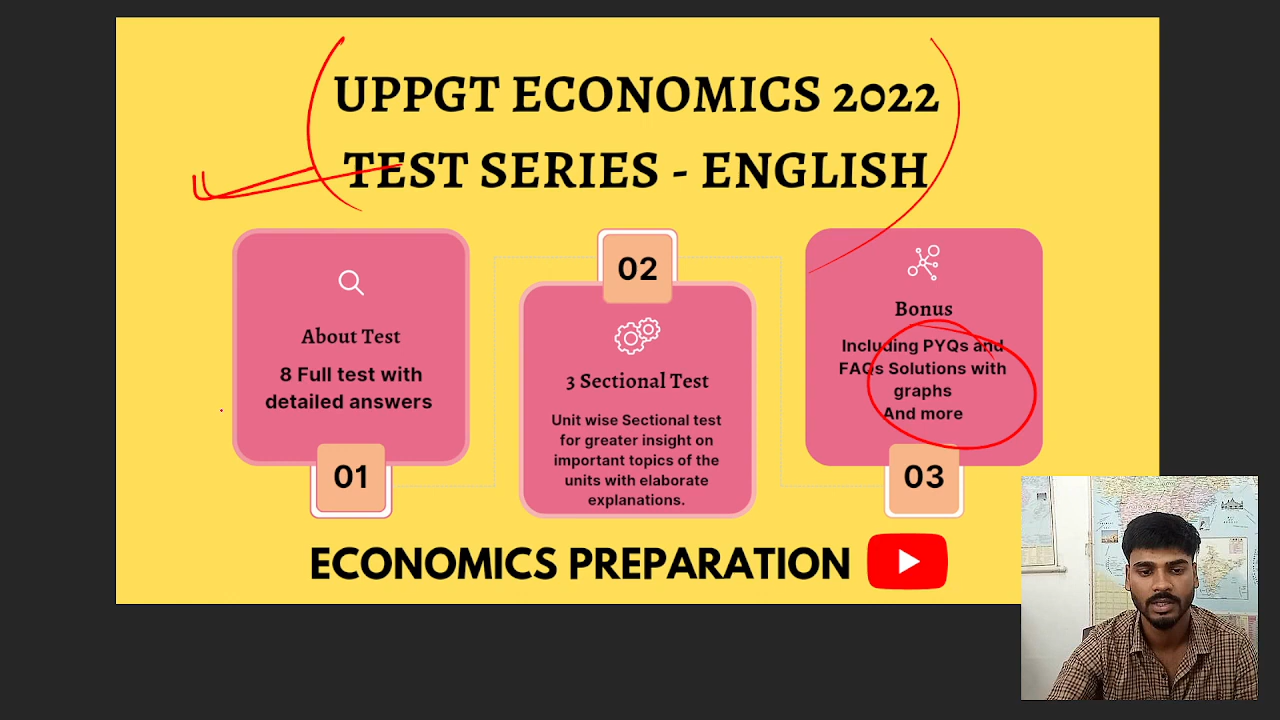 UPPGT ECONOMICS 2022
TEST SERIES - ENGLISH
About Test
8 Full test with
detailed answers
01
02
3 Sectional Test
Unit wise Sectional test
for greater insight on
important topics of the
units with elaborate
explanations.
Bonus
Including PYQs and
FAQs Solutions with
graphs
And more
03
ECONOMICS PREPARATION